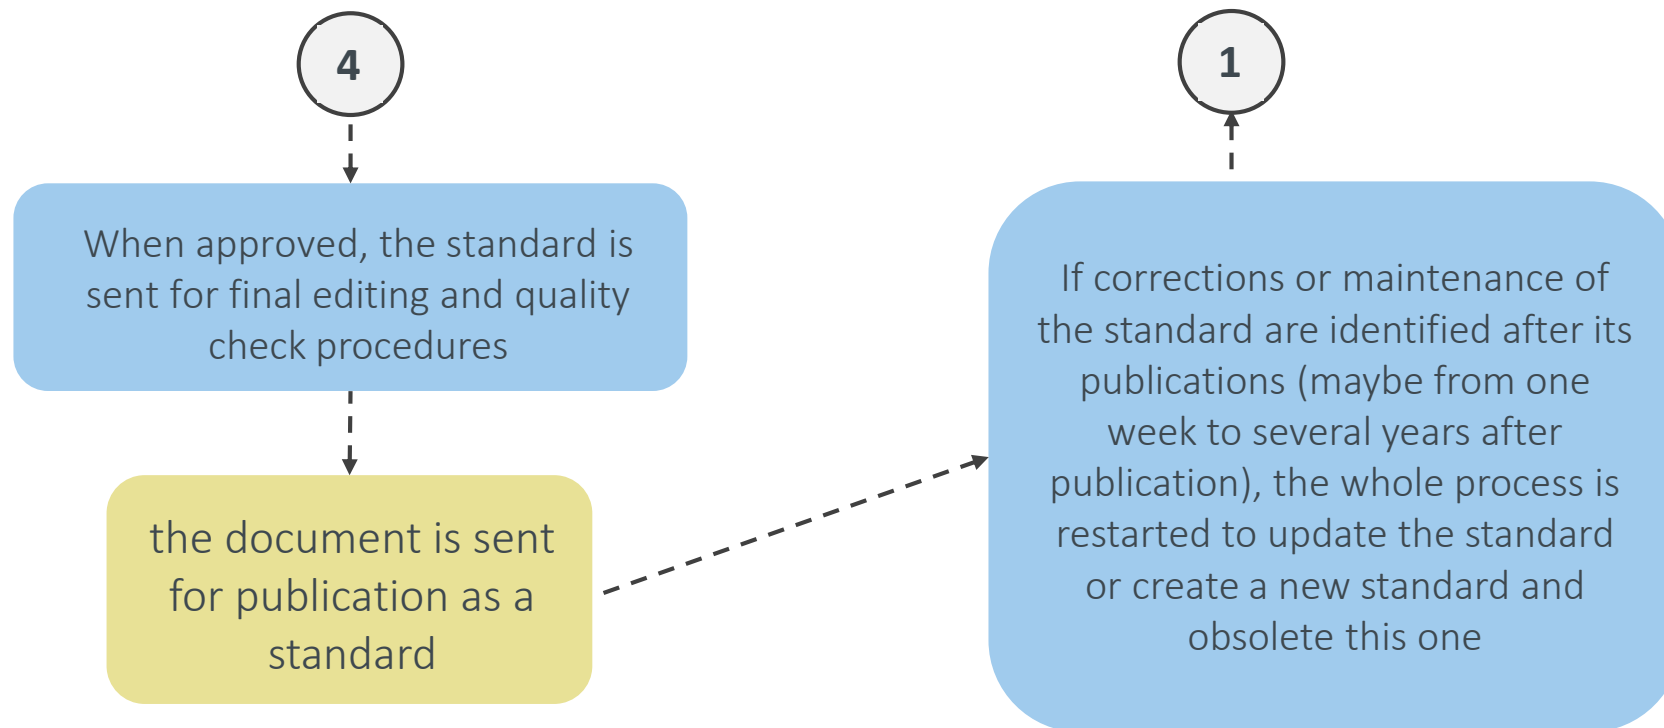 4
When approved, the standard is
sent for final editing and quality
check procedures
the document is sent
for publication as a
standard
1
If corrections or maintenance of
the standard are identified after its
publications (maybe from one
week to several years after
publication), the whole process is
restarted to update the standard
or create a new standard and
obsolete this one